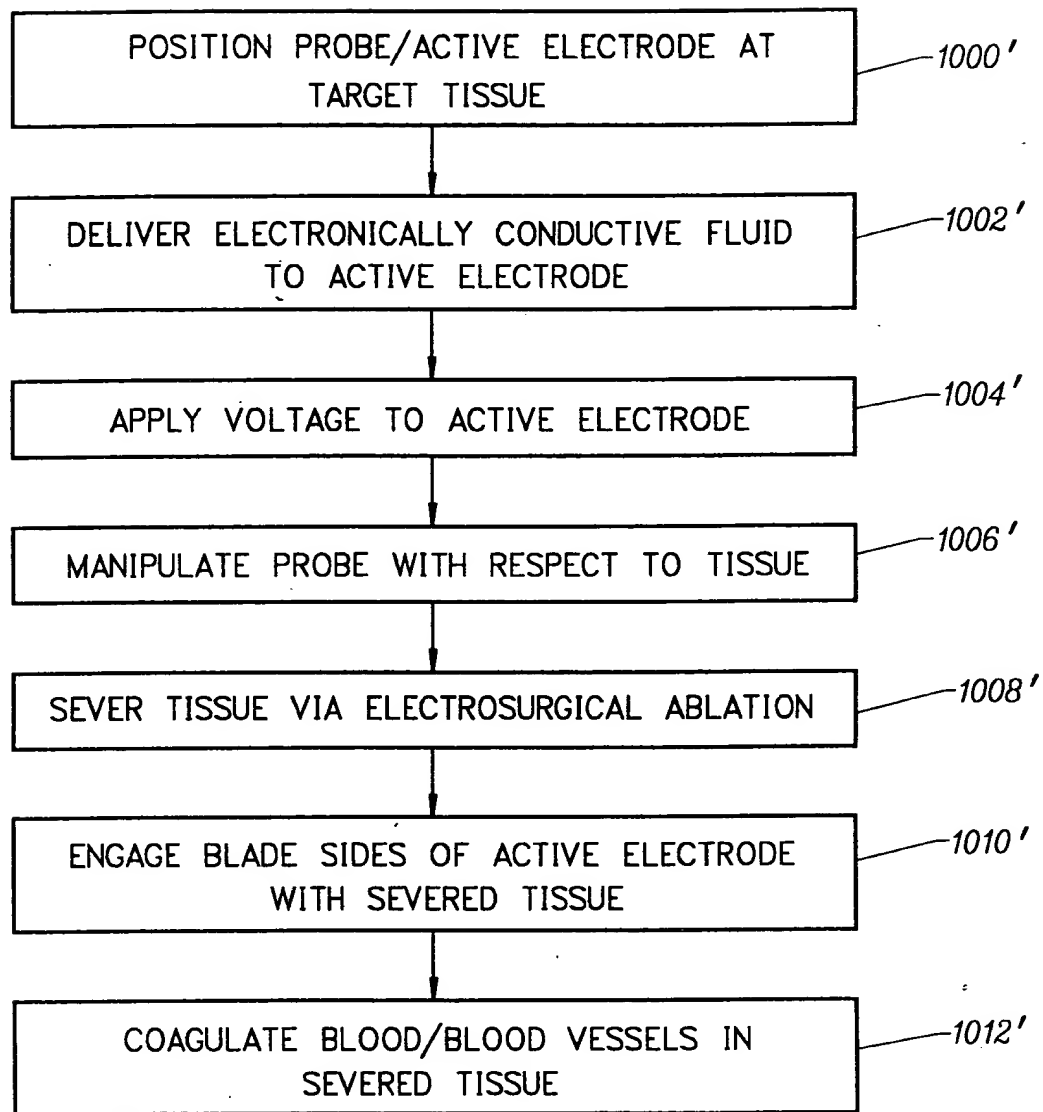 POSITION PROBE/ACTIVE ELECTRODE AT
TARGET TISSUE
1000'
DELIVER ELECTRONICALLY CONDUCTIVE FLUID
TO ACTIVE ELECTRODE
1002'
APPLY VOLTAGE TO ACTIVE ELECTRODE
1004'
MANIPULATE PROBE WITH RESPECT TO TISSUE
1006'
SEVER TISSUE VIA ELECTROSURGICAL ABLATION
1008'
ENGAGE BLADE SIDES OF ACTIVE ELECTRODE
WITH SEVERED TISSUE
1010'
COAGULATE BLOOD/BLOOD VESSELS IN
SEVERED TISSUE
1012'